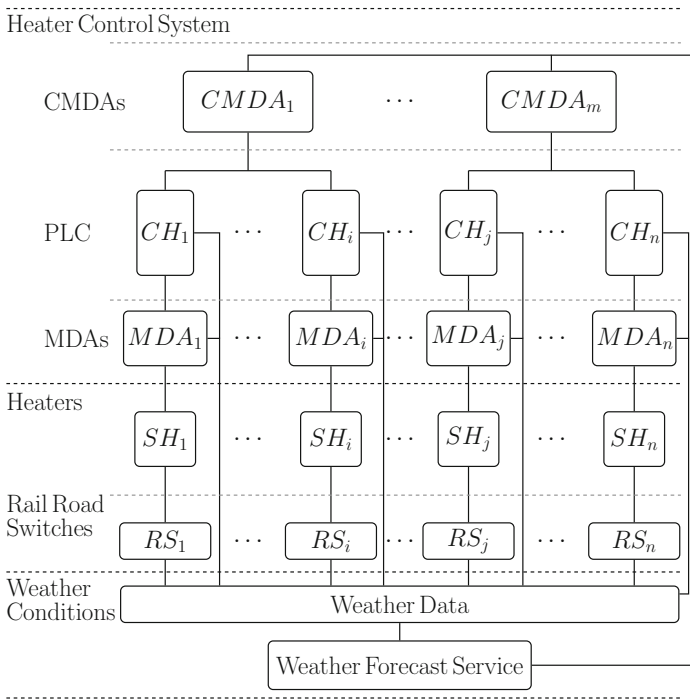 Heater Control System
CMDAs CMDA₁ ··· CMDAₘ
PLC CH₁ ··· CHᵢ ··· CHⱼ ··· CHₙ
MDAs MDA₁ ··· MDAᵢ ··· MDAⱼ ··· MDAₙ
Heaters
SH₁ ··· SHᵢ ··· SHⱼ ··· SHₙ
Rail Road
Switches
RS₁ ··· RSᵢ ··· RSⱼ ··· RSₙ
Weather
Conditions
Weather Data
Weather Forecast Service